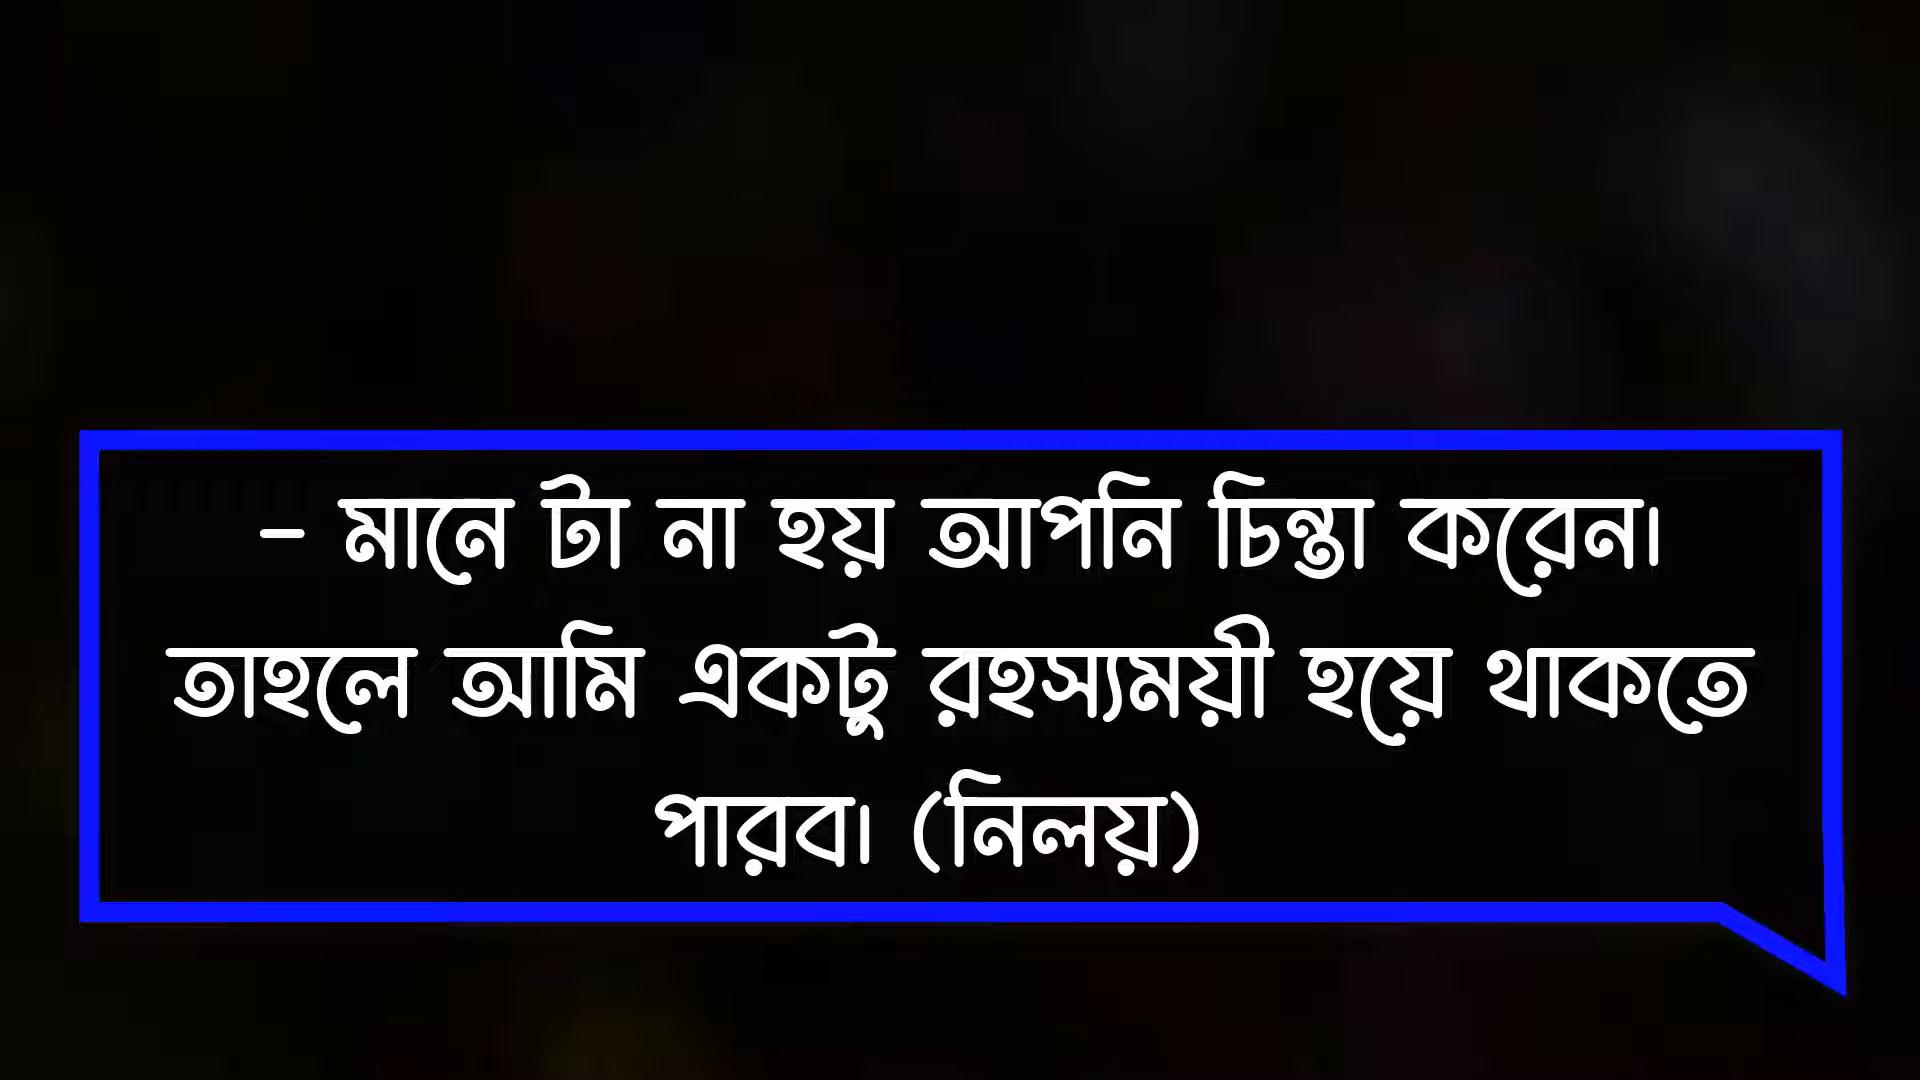 – মানে টা না হয় আপনি চিন্তা করেন।
তাহলে আমি একটু রহস্যময়ী হয়ে থাকতে
পারব। (নিলয়)